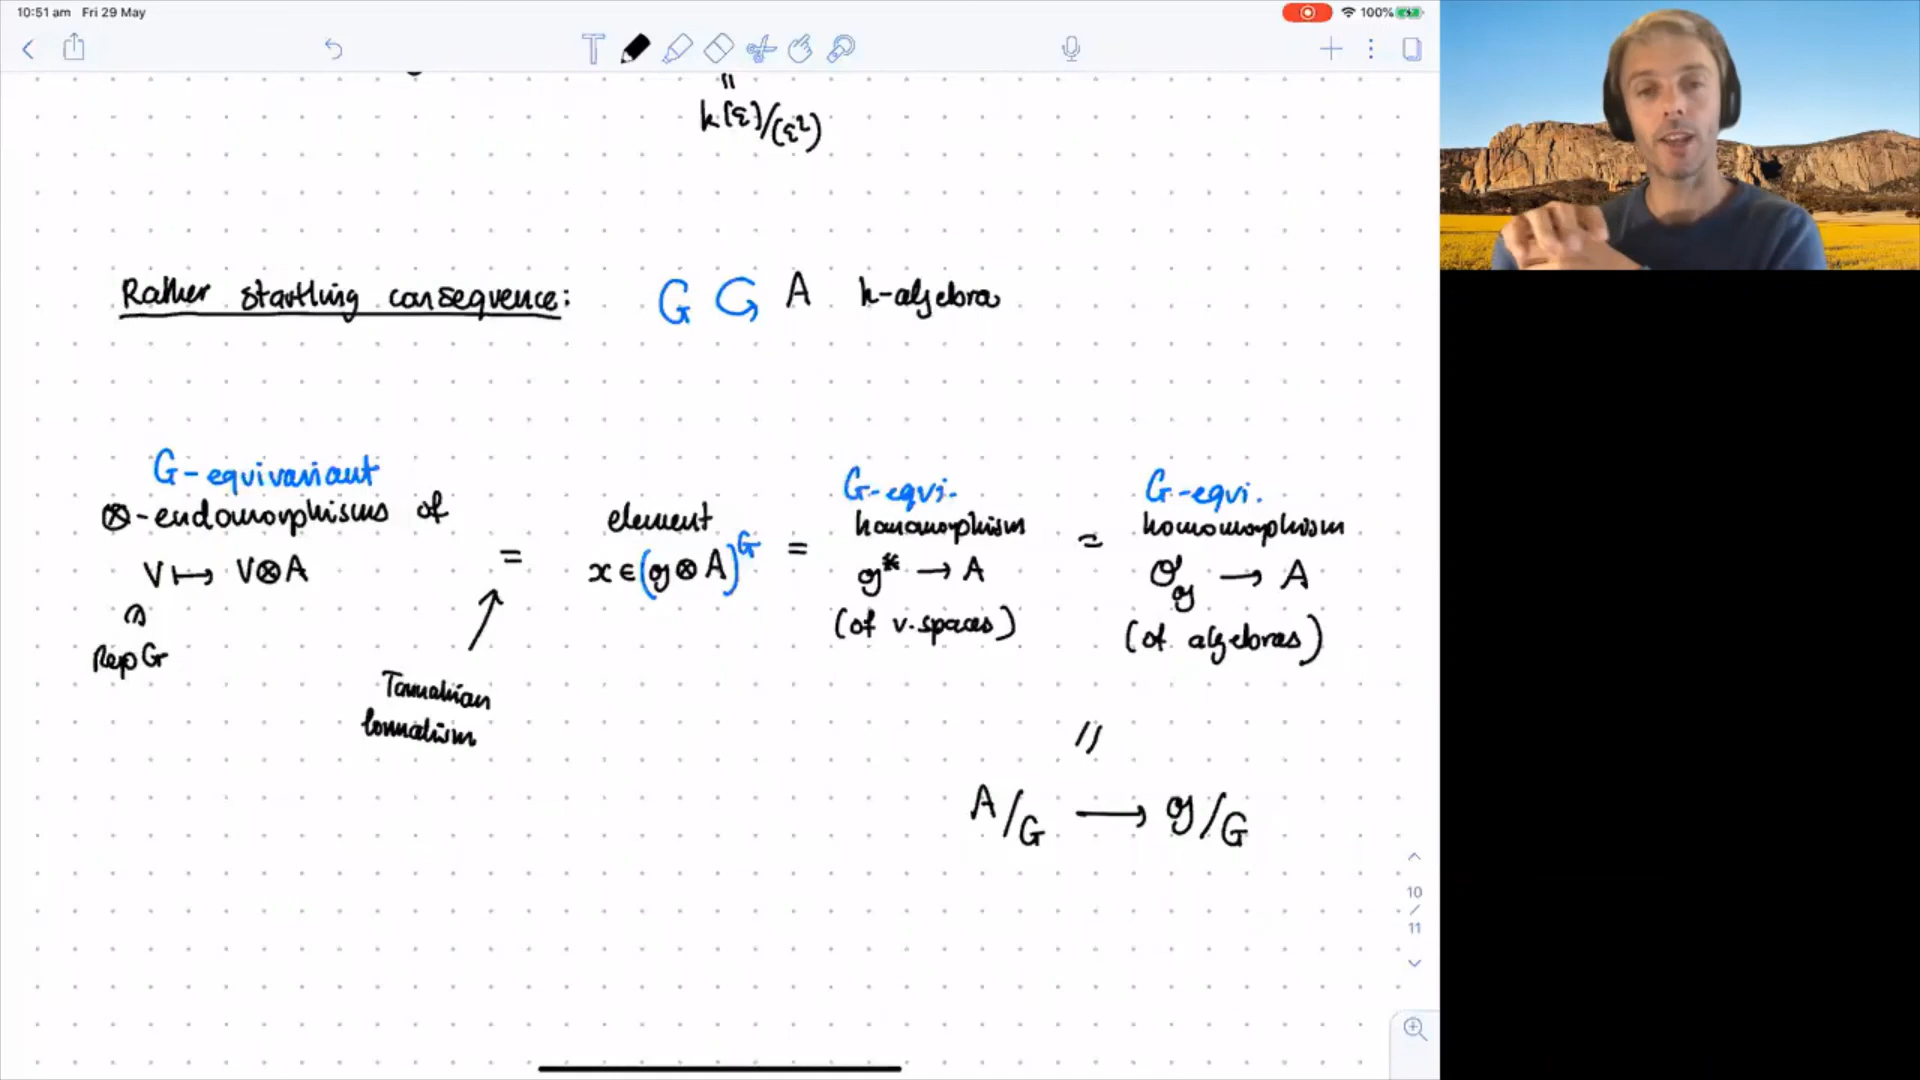 10:51 am Fri 29 May
100%
T
"
k[ε]/(ε²)
Rather startling consequence: G ↻ A k-algebra
G-equivariant
⊗-endomorphisms of
V ↦ V⊗A
∩
Rep G
=
Tannakian
formalism
element
x ∈ (𝔤 ⊗ A)^G
=
G-equi.
homomorphism
𝔤* → A
(of v. spaces)
=
G-equi.
homomorphism
O_𝔤 → A
(of algebras)
//
A/G → 𝔤/G
10
/
11